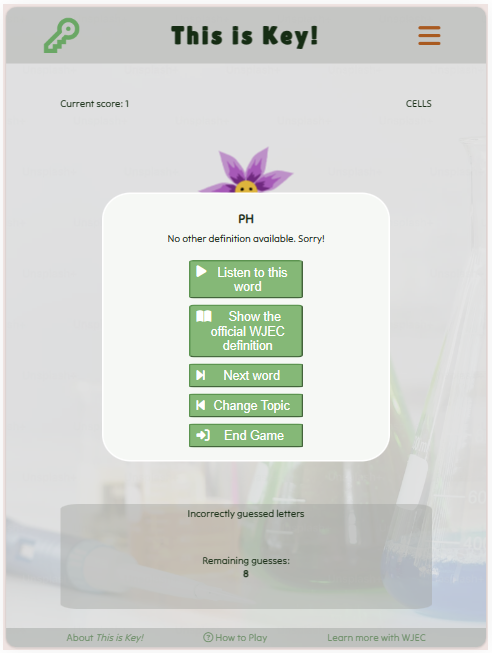 This is Key!
Current score: 1
CELLS
PH
No other definition available. Sorry!
Listen to this
word
Show the
official WJEC
definition
Next word
Change Topic
End Game
Incorrectly guessed letters
Remaining guesses:
8
About This is Key!
How to Play
Learn more with WJEC